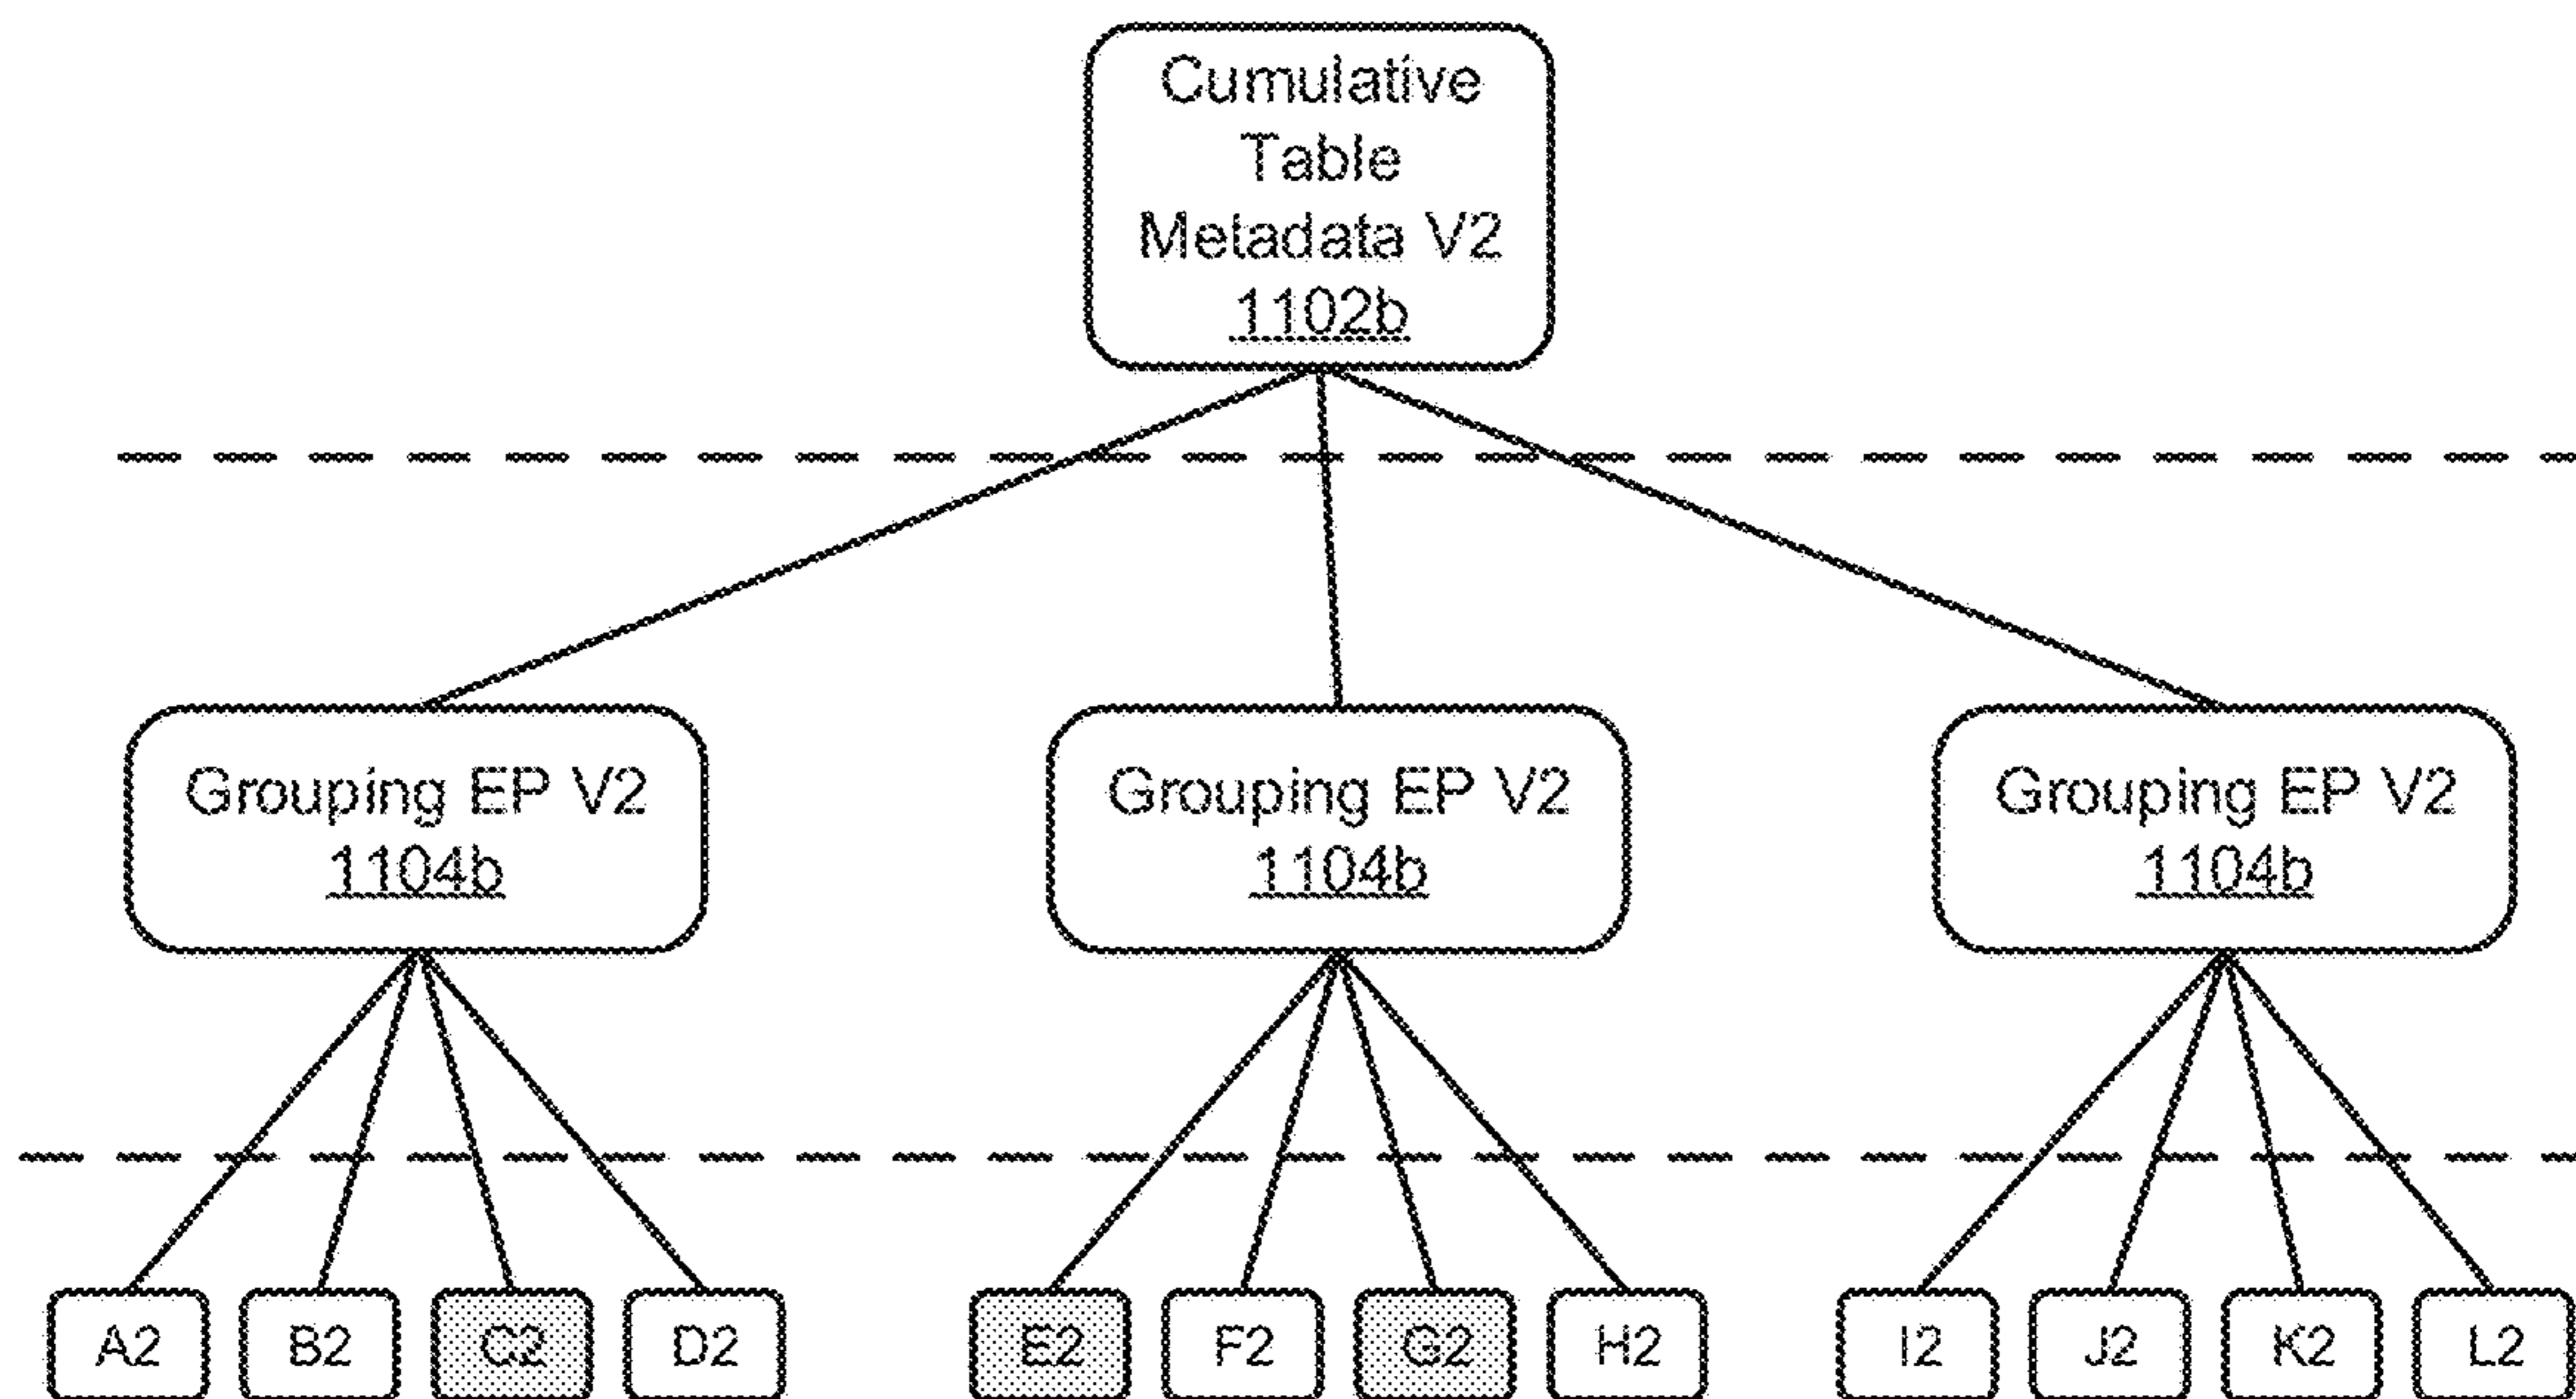 Cumulative
Table
Metadata V2
1102b
Grouping EP V2
1104b
Grouping EP V2
1104b
Grouping EP V2
1104b
A2
B2
C2
D2
E2
F2
G2
H2
I2
J2
K2
L2